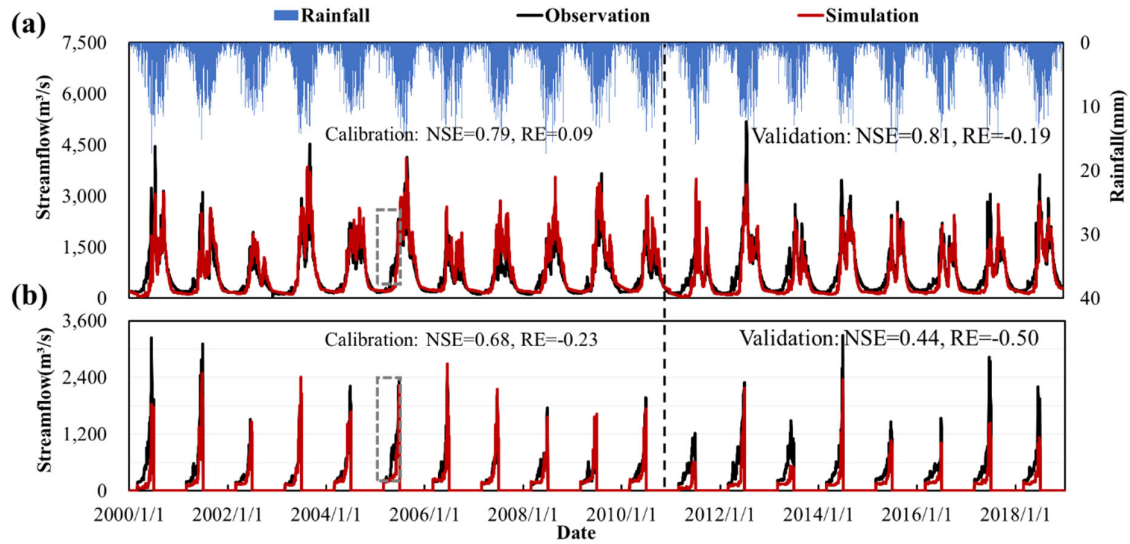 Rainfall Observation Simulation
(a)
7,500 0
6,000 10
Calibration: NSE=0.79, RE=0.09 Validation: NSE=0.81, RE=-0.19
4,500 20
3,000
1,500 30
0 40
Streamflow(m³/s)
Rainfall(mm)
(b)
3,600
Calibration: NSE=0.68, RE=-0.23 Validation: NSE=0.44, RE=-0.50
2,400
1,200
0
Streamflow(m³/s)
2000/1/1 2002/1/1 2004/1/1 2006/1/1 2008/1/1 2010/1/1 2012/1/1 2014/1/1 2016/1/1 2018/1/1
Date